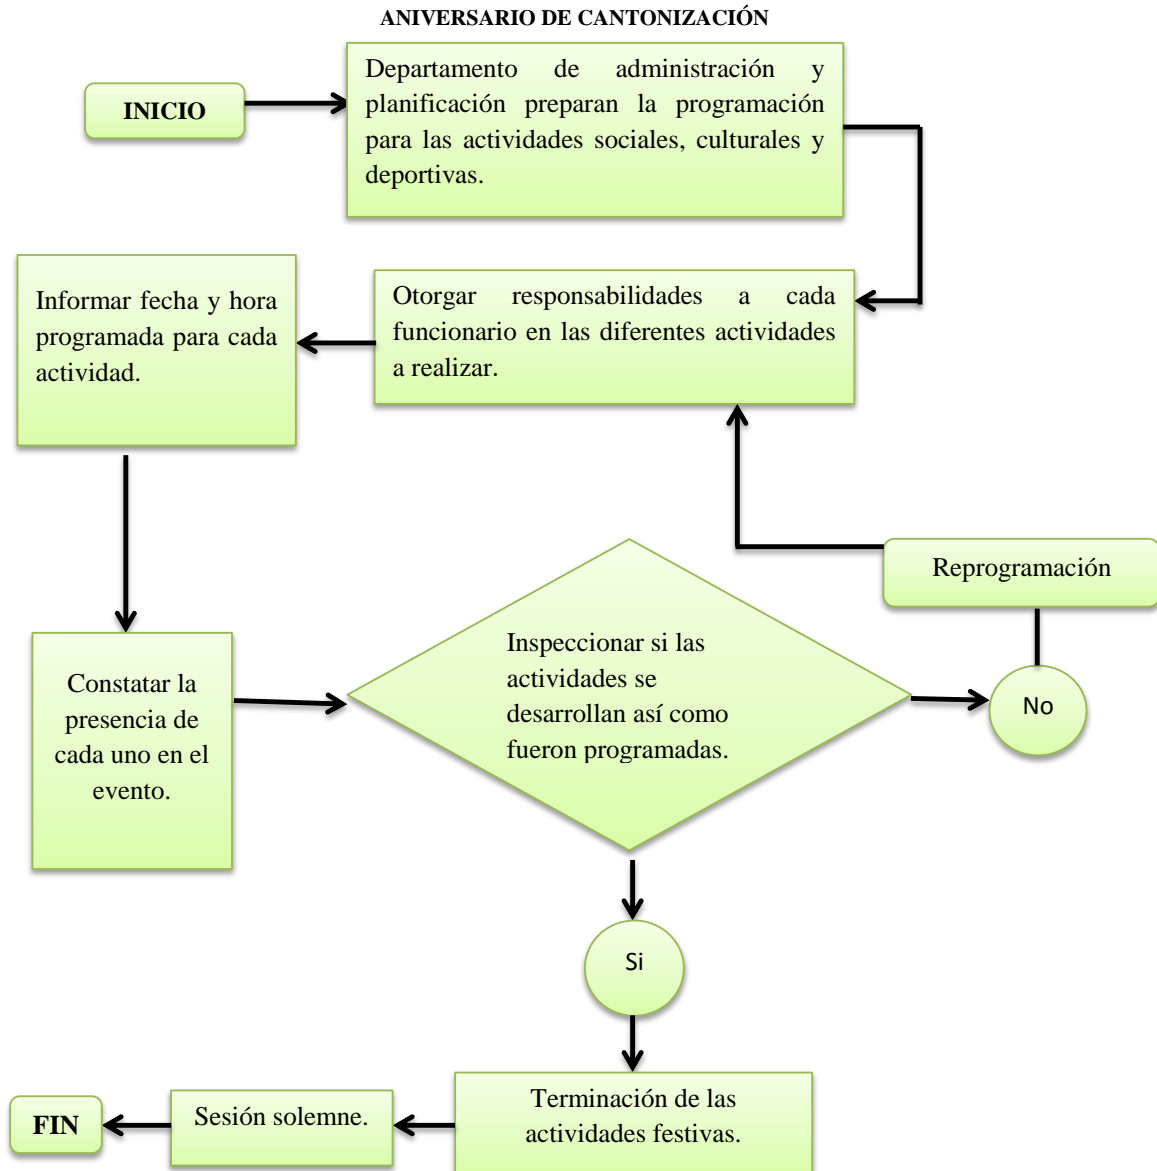 ANIVERSARIO DE CANTONIZACIÓN
INICIO
Departamento de administración y
planificación preparan la programación
para las actividades sociales, culturales y
deportivas.
Otorgar responsabilidades a cada
funcionario en las diferentes actividades
a realizar.
Informar fecha y hora
programada para cada
actividad.
Constatar la
presencia de
cada uno en el
evento.
Inspeccionar si las
actividades se
desarrollan así como
fueron programadas.
No
Reprogramación
Si
Terminación de las
actividades festivas.
Sesión solemne.
FIN